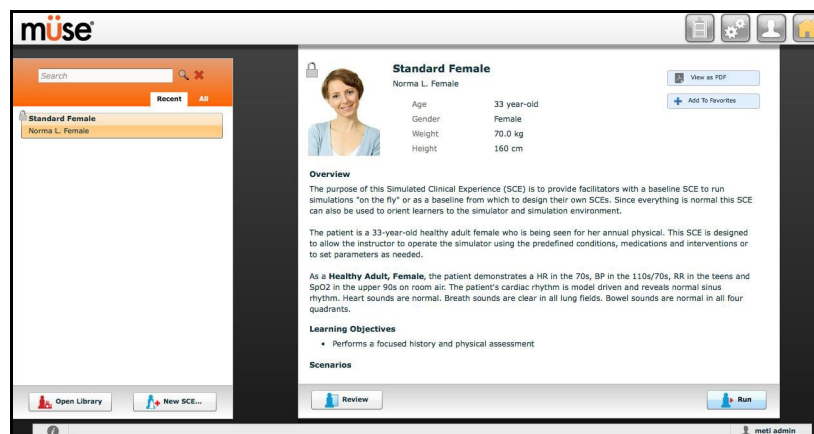 müse
Search
Recent All
Standard Female
Norma L. Female
Open Library
New SCE...
Standard Female
Norma L. Female
Age 33 year-old
Gender Female
Weight 70.0 kg
Height 160 cm
View as PDF
Add To Favorites
Overview
The purpose of this Simulated Clinical Experience (SCE) is to provide facilitators with a baseline SCE to run
simulations "on the fly" or as a baseline from which to design their own SCEs. Since everything is normal this SCE
can also be used to orient learners to the simulator and simulation environment.
The patient is a 33-year-old healthy adult female who is being seen for her annual physical. This SCE is designed
to allow the instructor to operate the simulator using the predefined conditions, medications and interventions or
to set parameters as needed.
As a Healthy Adult, Female, the patient demonstrates a HR in the 70s, BP in the 110s/70s, RR in the teens and
SpO2 in the upper 90s on room air. The patient's cardiac rhythm is model driven and reveals normal sinus
rhythm. Heart sounds are normal. Breath sounds are clear in all lung fields. Bowel sounds are normal in all four
quadrants.
Learning Objectives
• Performs a focused history and physical assessment
Scenarios
Review
Run
meti admin